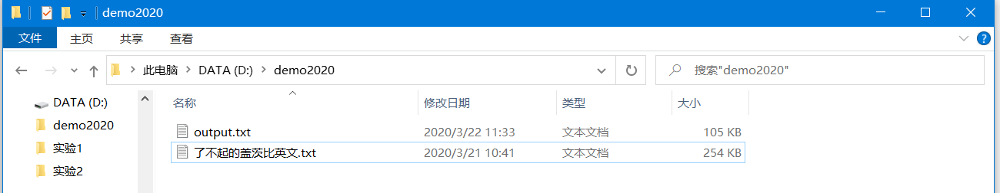 demo2020
文件 主页 共享 查看 ?
此电脑 DATA (D:) demo2020 搜索"demo2020"
DATA (D:)
demo2020
实验1
实验2
名称 修改日期 类型 大小
output.txt 2020/3/22 11:33 文本文档 105 KB
了不起的盖茨比英文.txt 2020/3/21 10:41 文本文档 254 KB